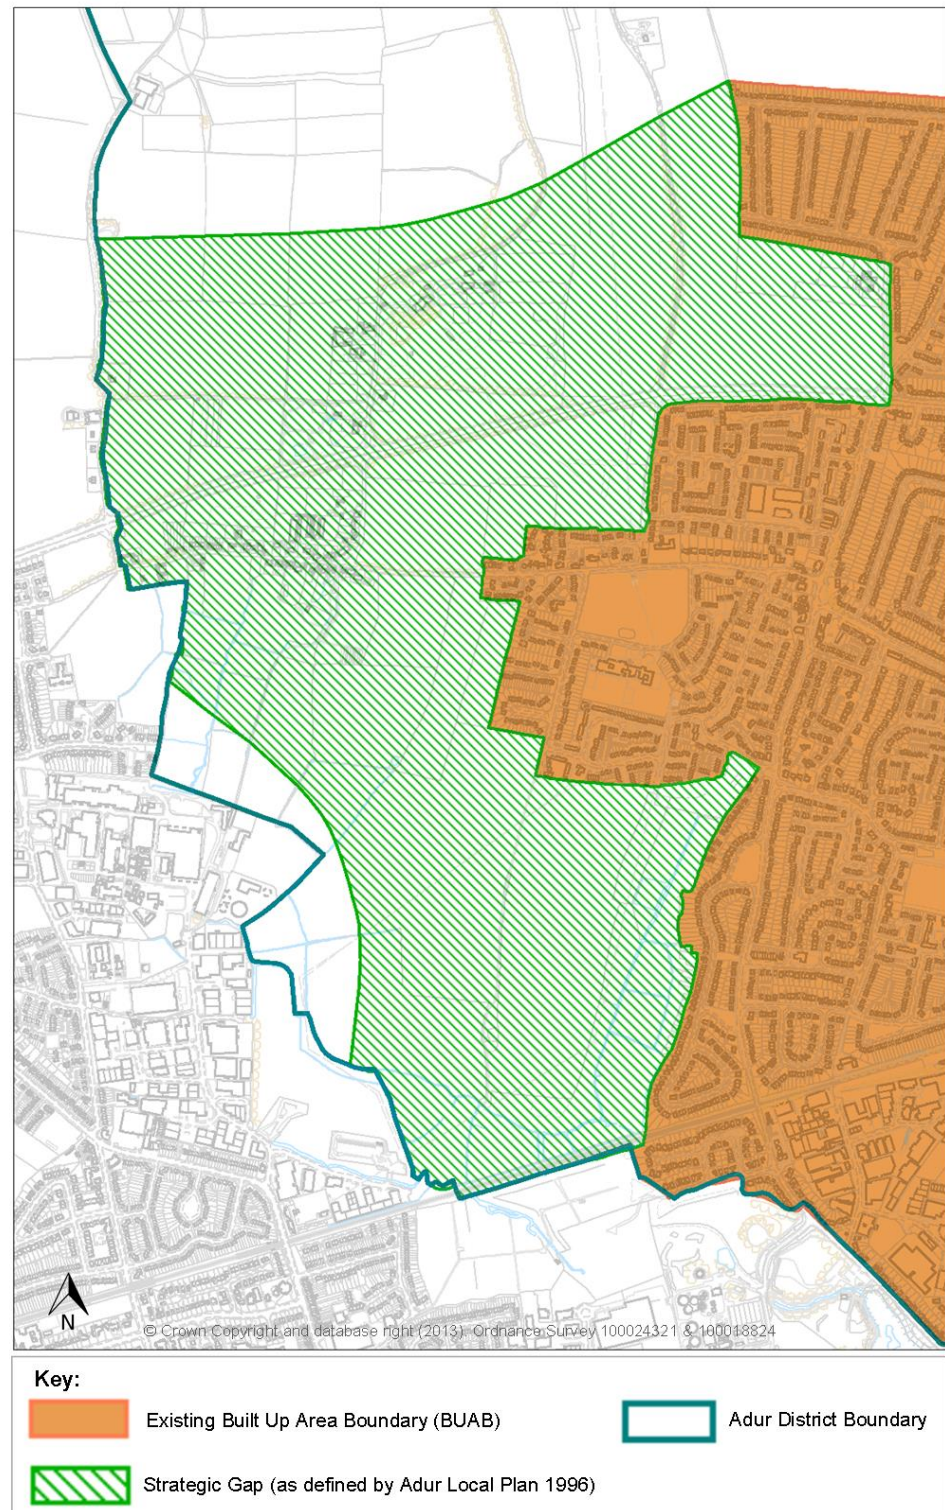 N
© Crown Copyright and database right (2013). Ordnance Survey 100024321 & 100018824
Key:
Existing Built Up Area Boundary (BUAB)
Adur District Boundary
Strategic Gap (as defined by Adur Local Plan 1996)